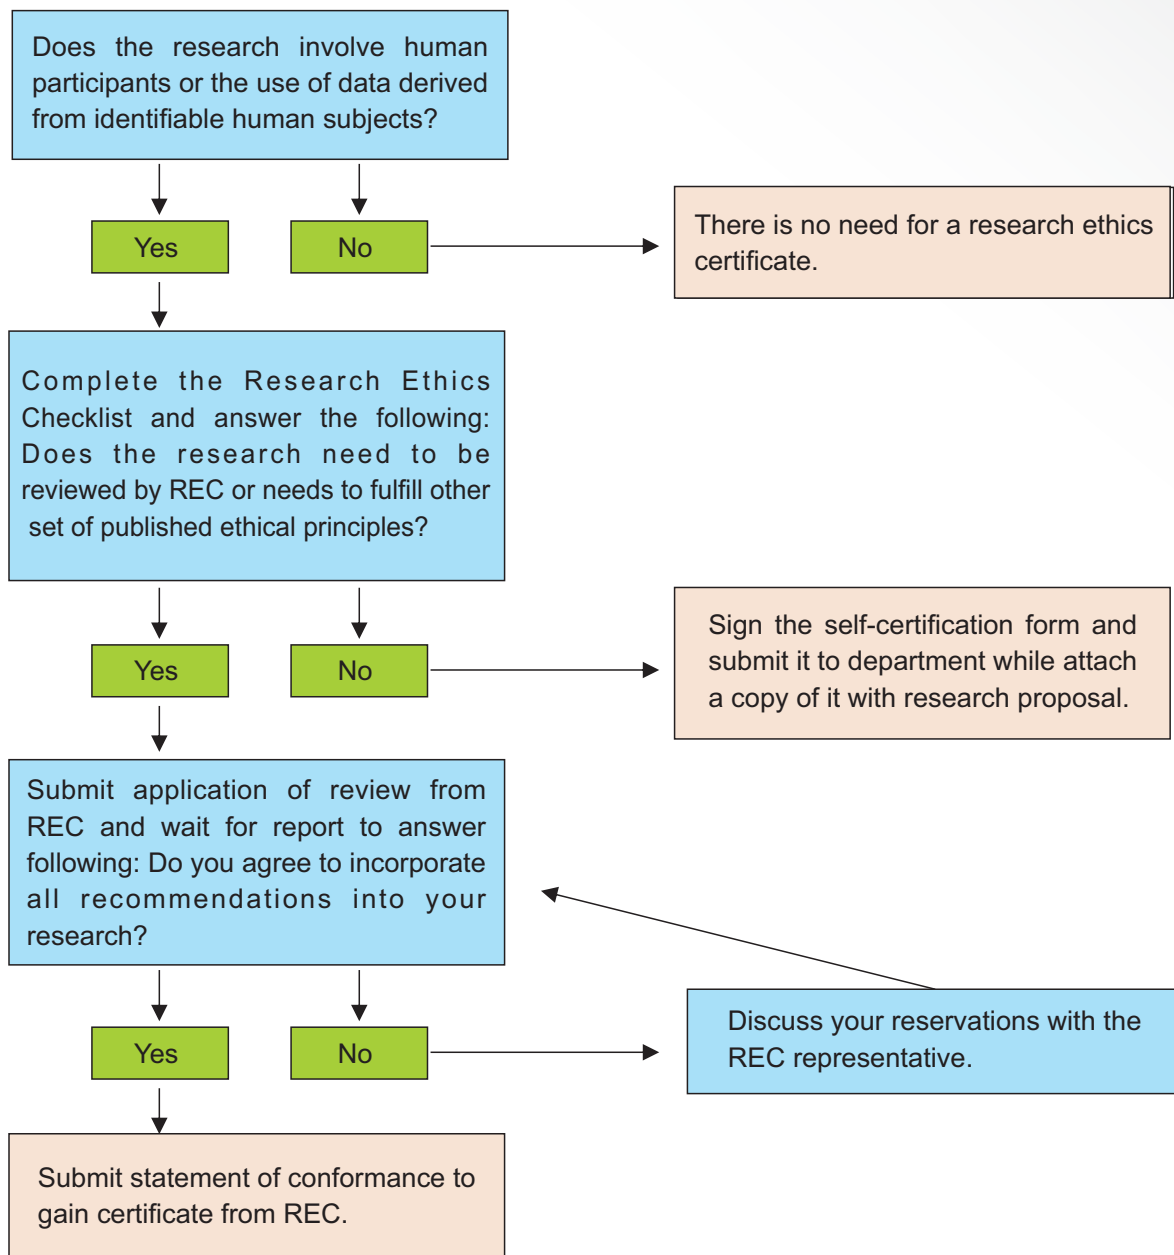 Does the research involve human
participants or the use of data derived
from identifiable human subjects?
Yes
No
There is no need for a research ethics
certificate.
Complete the Research Ethics
Checklist and answer the following:
Does the research need to be
reviewed by REC or needs to fulfill other
set of published ethical principles?
Yes
No
Sign the self-certification form and
submit it to department while attach
a copy of it with research proposal.
Submit application of review from
REC and wait for report to answer
following: Do you agree to incorporate
all recommendations into your
research?
Yes
No
Discuss your reservations with the
REC representative.
Submit statement of conformance to
gain certificate from REC.